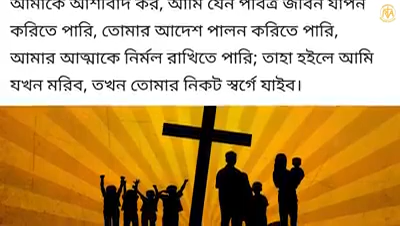 আমাকে আশীর্বাদ কর, আমি যেন পবিত্র জীবন যাপন
করিতে পারি, তোমার আদেশ পালন করিতে পারি,
আমার আত্মাকে নির্মল রাখিতে পারি; তাহা হইলে আমি
যখন মরিব, তখন তোমার নিকট স্বর্গে যাইব।